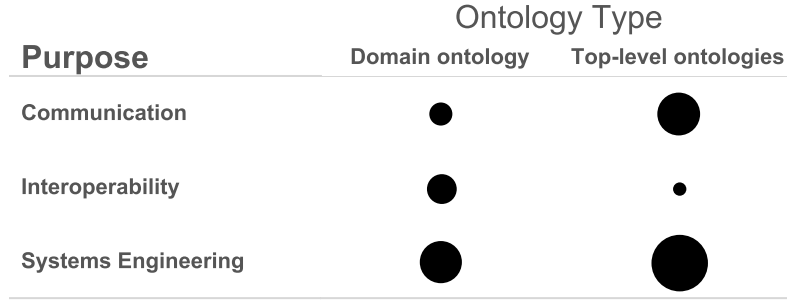 Ontology Type
Purpose Domain ontology Top-level ontologies
Communication
Interoperability
Systems Engineering